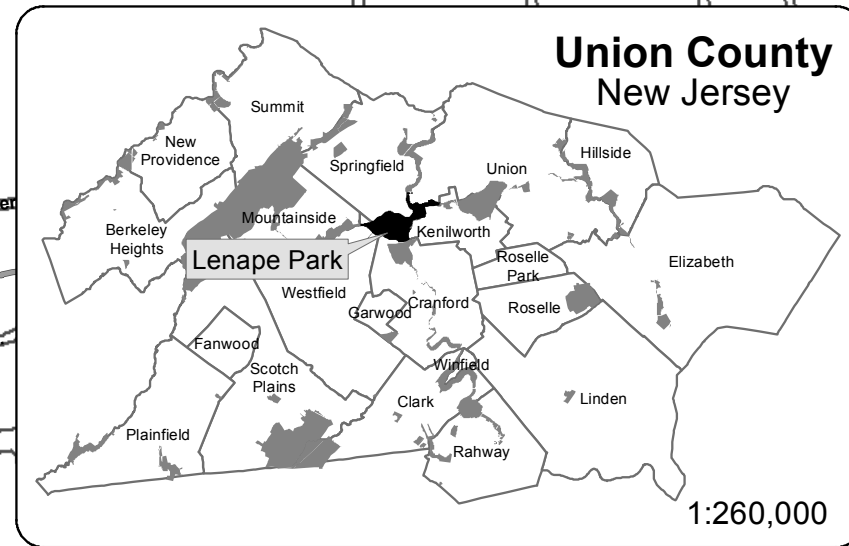 Union County
New Jersey
Summit
New
Providence
Springfield
Union
Hillside
Berkeley
Heights
Mountainside
Kenilworth
Lenape Park
Roselle
Park
Elizabeth
Westfield
Garwood
Cranford
Roselle
Fanwood
Scotch
Plains
Winfield
Clark
Linden
Plainfield
Rahway
1:260,000
er